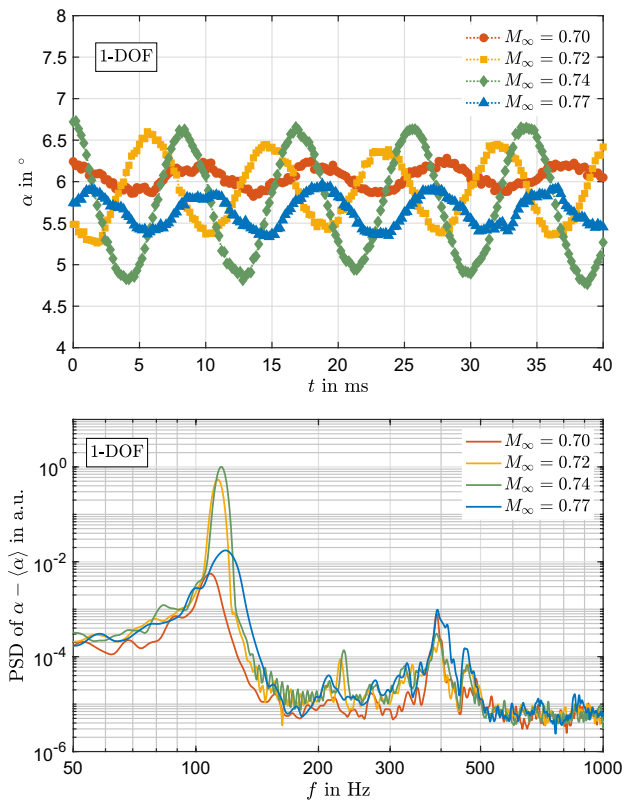 8
7.5
7
6.5
6
5.5
5
4.5
4
α in °
1-DOF
M∞ = 0.70
M∞ = 0.72
M∞ = 0.74
M∞ = 0.77
0 5 10 15 20 25 30 35 40
t in ms
10⁰
10⁻²
10⁻⁴
10⁻⁶
PSD of α − ⟨α⟩ in a.u.
1-DOF
M∞ = 0.70
M∞ = 0.72
M∞ = 0.74
M∞ = 0.77
50 100 200 300 500 1000
f in Hz